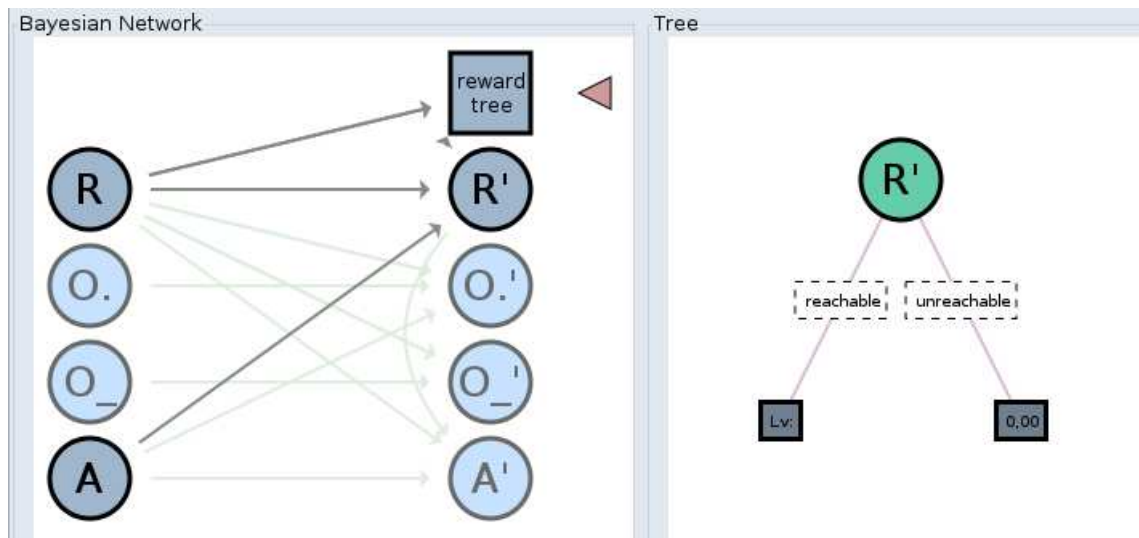 Bayesian Network
reward
tree
R
R'
O.
O.'
O_
O_'
A
A'
Tree
R'
reachable
unreachable
Lv:
0,00